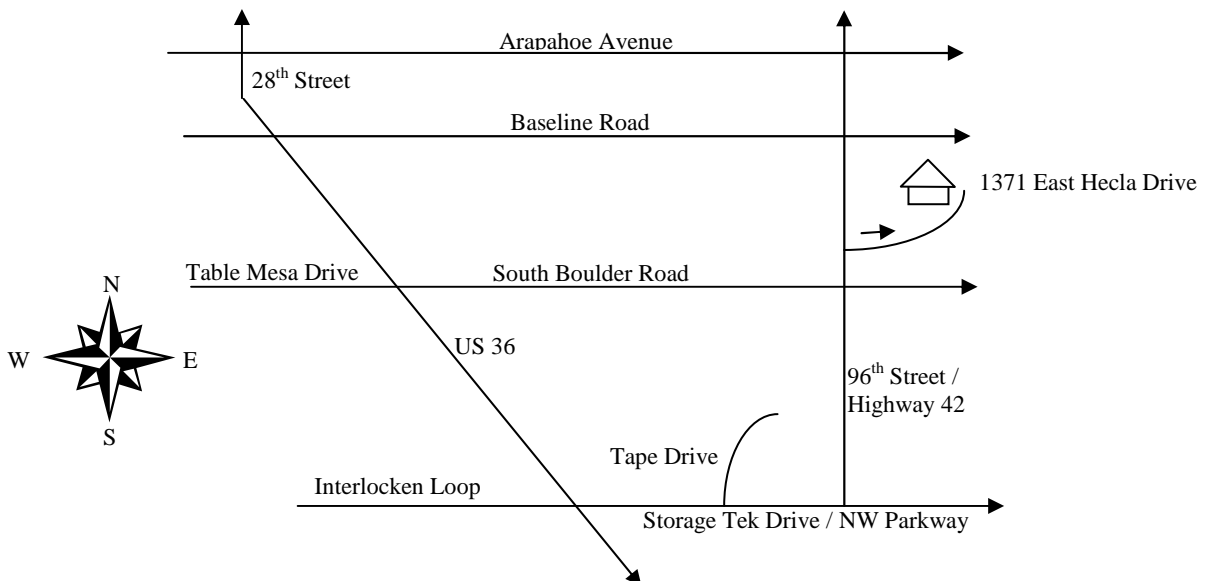 Arapahoe Avenue
28th Street
Baseline Road
1371 East Hecla Drive
Table Mesa Drive
South Boulder Road
N
W
E
S
US 36
96th Street /
Highway 42
Tape Drive
Interlocken Loop
Storage Tek Drive / NW Parkway